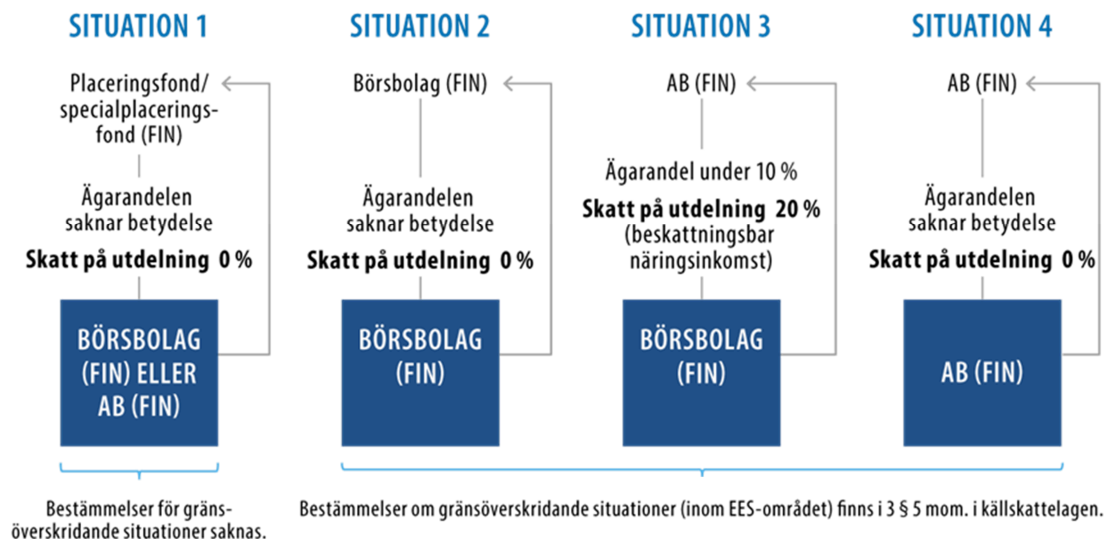 SITUATION 1
Placeringsfond/
specialplacerings-
fond (FIN)
Ägarandelen
saknar betydelse
Skatt på utdelning 0 %
BÖRSBOLAG
(FIN) ELLER
AB (FIN)
Bestämmelser för gräns-
överskridande situationer saknas.
SITUATION 2
Börsbolag (FIN)
Ägarandelen
saknar betydelse
Skatt på utdelning 0 %
BÖRSBOLAG
(FIN)
SITUATION 3
AB (FIN)
Ägarandel under 10 %
Skatt på utdelning 20 %
(beskattningsbar
näringsinkomst)
BÖRSBOLAG
(FIN)
SITUATION 4
AB (FIN)
Ägarandelen
saknar betydelse
Skatt på utdelning 0 %
AB (FIN)
Bestämmelser om gränsöverskridande situationer (inom EES-området) finns i 3 § 5 mom. i källskattelagen.